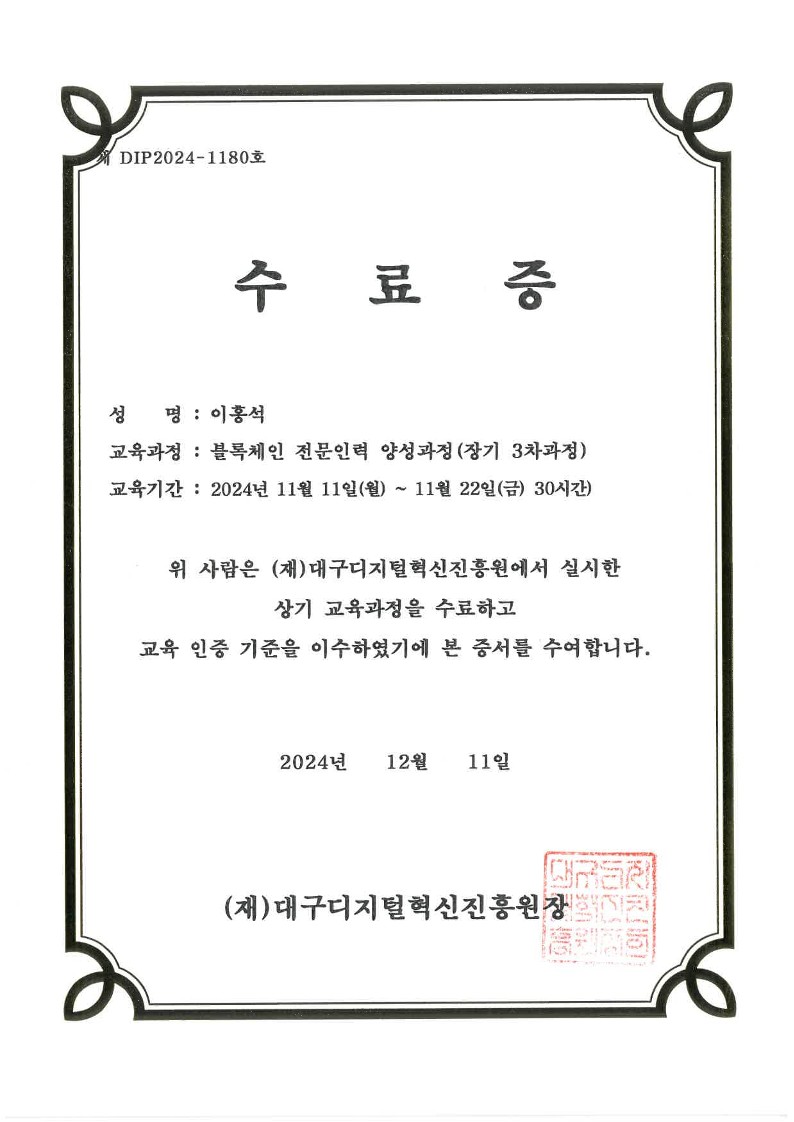 제 DIP2024-1180호
수 료 증
성 명 : 이홍석
교육과정 : 블록체인 전문인력 양성과정(장기 3차과정)
교육기간 : 2024년 11월 11일(월) ~ 11월 22일(금) 30시간)
위 사람은 (재)대구디지털혁신진흥원에서 실시한
상기 교육과정을 수료하고
교육 인증 기준을 이수하였기에 본 증서를 수여합니다.
2024년 12월 11일
(재)대구디지털혁신진흥원장